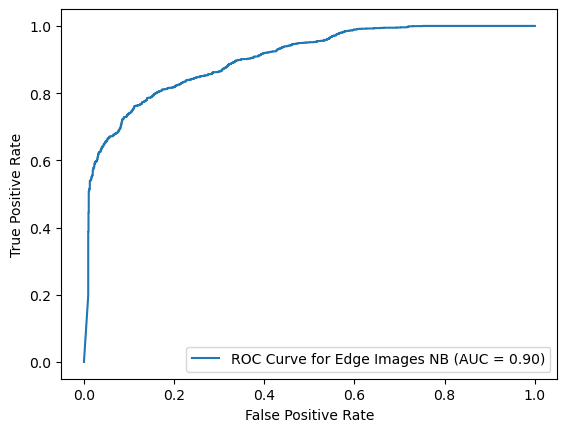 1.0
0.8
0.6
0.4
0.2
0.0
True Positive Rate
ROC Curve for Edge Images NB (AUC = 0.90)
0.0 0.2 0.4 0.6 0.8 1.0
False Positive Rate